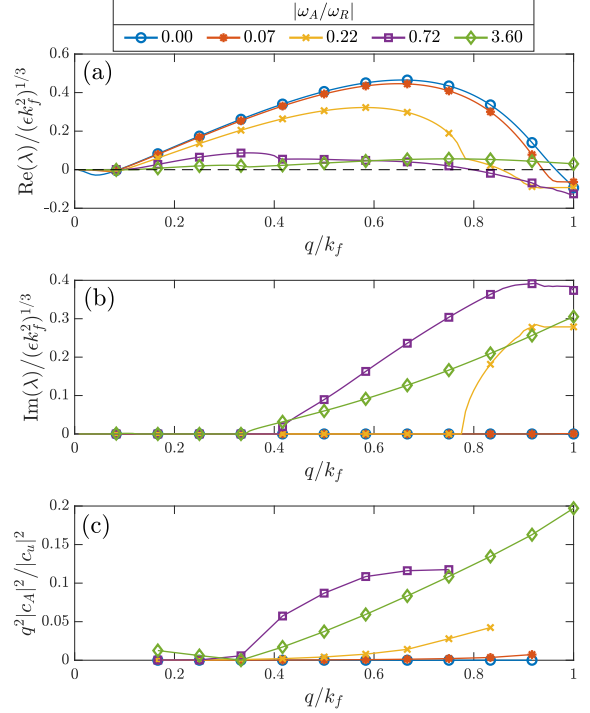 |ω_A/ω_R|
0.00 0.07 0.22 0.72 3.60
(a)
Re(λ)/(ϵk_f^2)^{1/3}
0.6
0.4
0.2
0
-0.2
0 0.2 0.4 0.6 0.8 1
q/k_f
(b)
Im(λ)/(ϵk_f^2)^{1/3}
0.4
0.3
0.2
0.1
0
0 0.2 0.4 0.6 0.8 1
q/k_f
(c)
q^2|c_A|^2/|c_u|^2
0.2
0.15
0.1
0.05
0
0 0.2 0.4 0.6 0.8 1
q/k_f